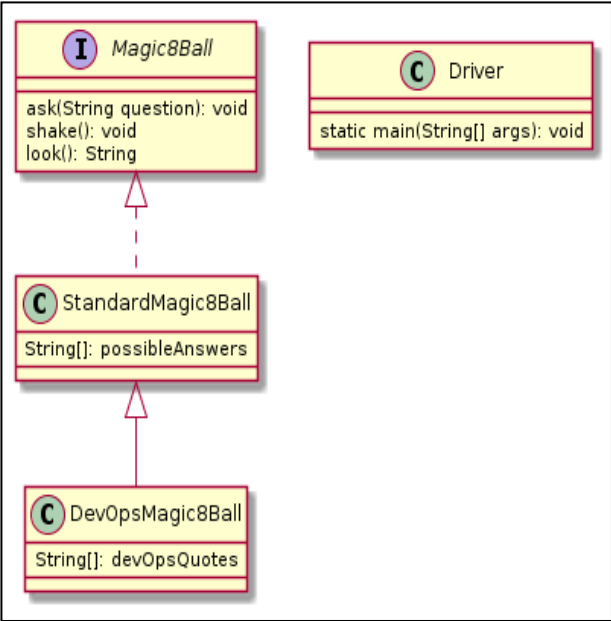 I Magic8Ball
ask(String question): void
shake(): void
look(): String
C Driver
static main(String[] args): void
C StandardMagic8Ball
String[]: possibleAnswers
C DevOpsMagic8Ball
String[]: devOpsQuotes